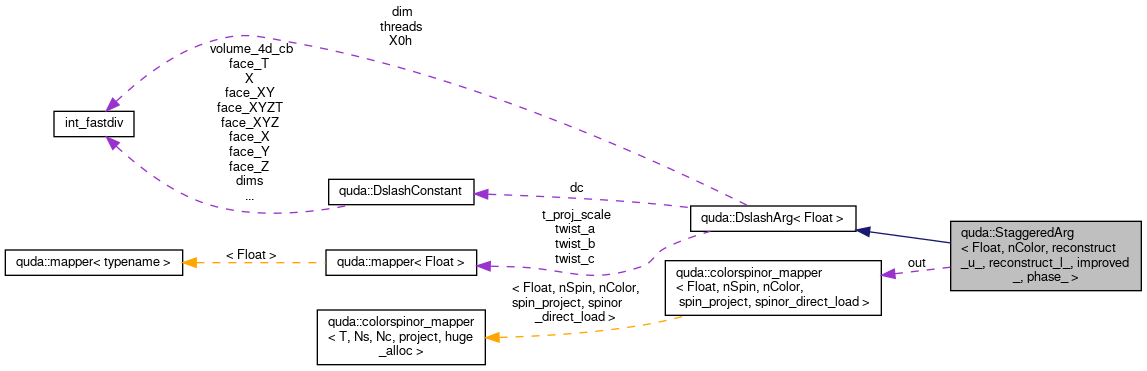 dim
threads
X0h
volume_4d_cb
face_T
X
face_XY
face_XYZT
face_XYZ
face_X
face_Y
face_Z
dims
...
int_fastdiv
quda::DslashConstant
dc
quda::DslashArg< Float >
t_proj_scale
twist_a
twist_b
twist_c
quda::StaggeredArg
< Float, nColor, reconstruct
_u_, reconstruct_l_, improved
_, phase_ >
quda::mapper< typename >
< Float >
quda::mapper< Float >
out
quda::colorspinor_mapper
< Float, nSpin, nColor,
spin_project, spinor_direct_load >
< Float, nSpin, nColor,
spin_project, spinor
_direct_load >
quda::colorspinor_mapper
< T, Ns, Nc, project, huge
_alloc >